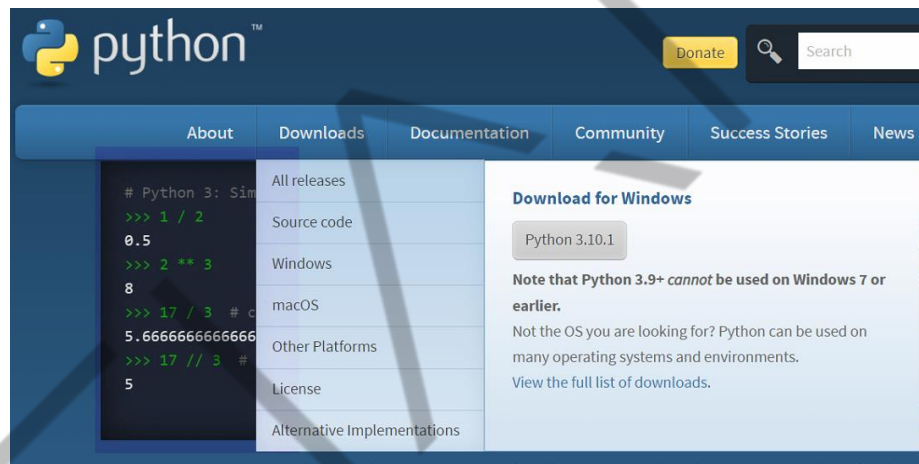 python™
Donate
Search
About Downloads Documentation Community Success Stories News
# Python 3: Sim
>>> 1 / 2
0.5
>>> 2 ** 3
8
>>> 17 / 3 # c
5.6666666666666
>>> 17 // 3 #
5
All releases
Source code
Windows
macOS
Other Platforms
License
Alternative Implementations
Download for Windows
Python 3.10.1
Note that Python 3.9+ cannot be used on Windows 7 or
earlier.
Not the OS you are looking for? Python can be used on
many operating systems and environments.
View the full list of downloads.